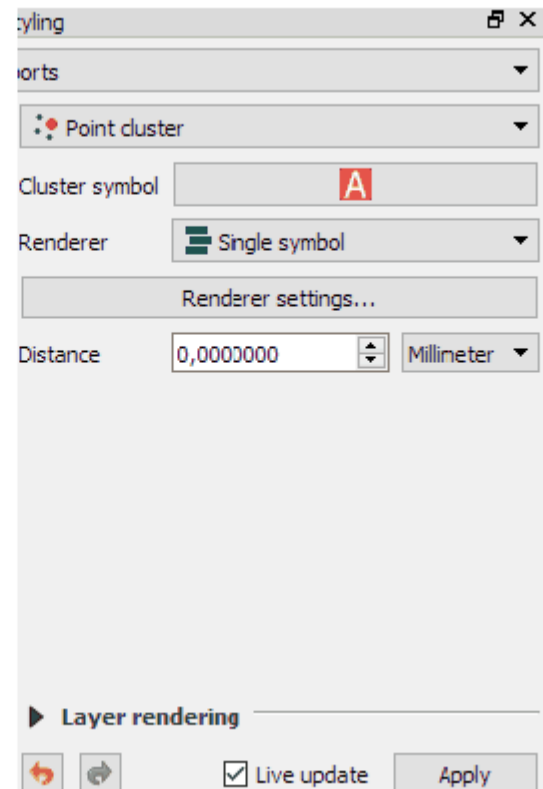 tyling
orts
Point cluster
Cluster symbol A
Renderer Single symbol
Renderer settings...
Distance 0,0000000 Millimeter
Layer rendering
Live update Apply